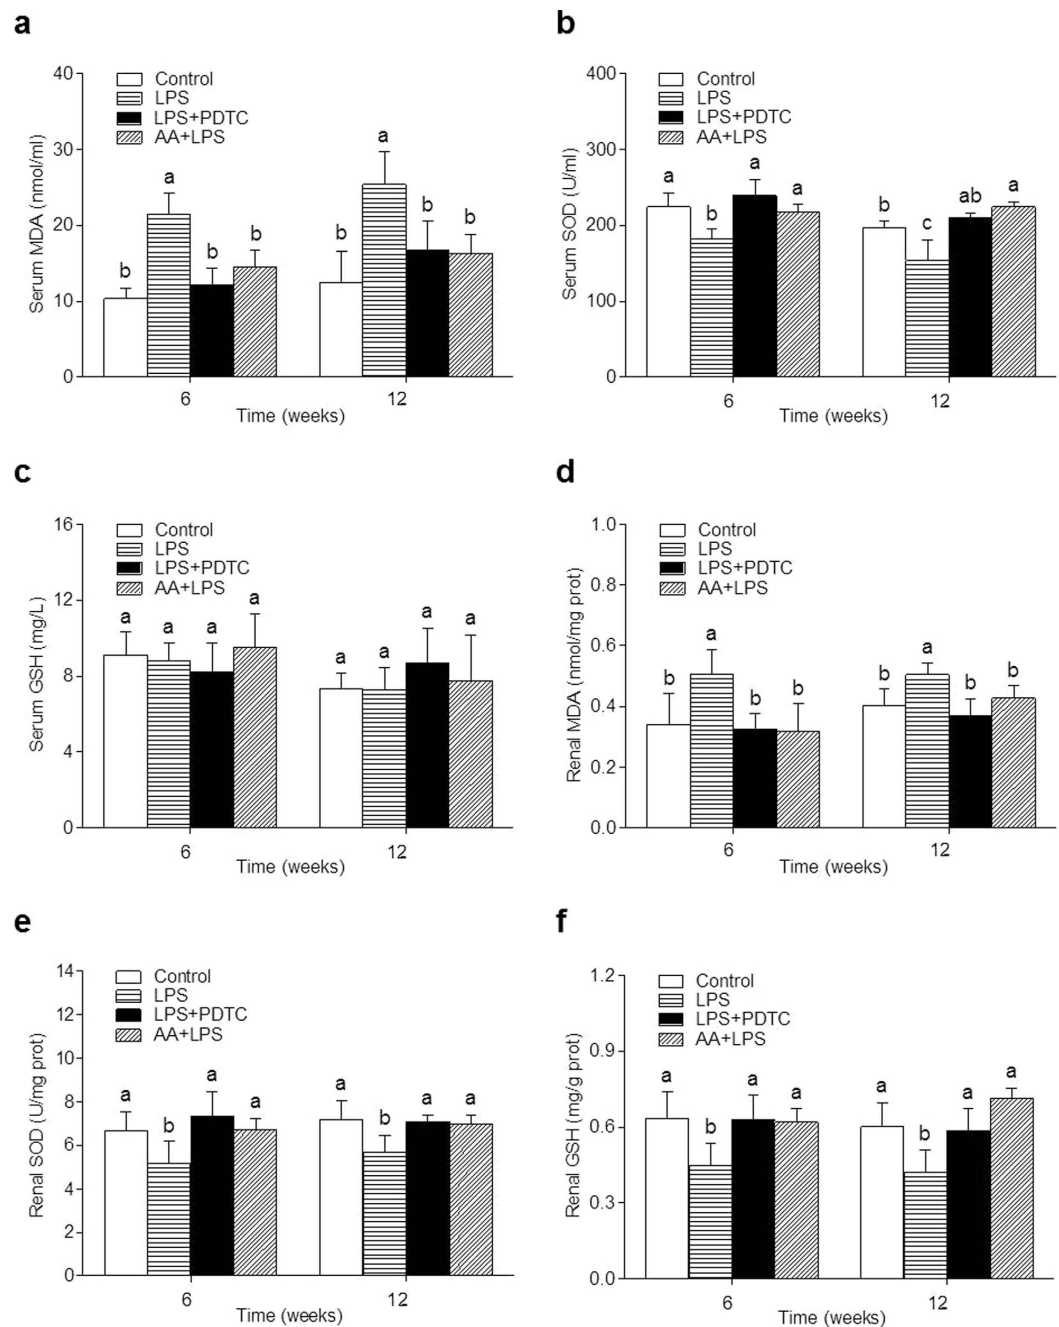 a
Serum MDA (nmol/ml)
40
30
20
10
0
Control
LPS
LPS+PDTC
AA+LPS
b
a
b
b
b
a
b
b
6
12
Time (weeks)
b
Serum SOD (U/ml)
400
300
200
100
0
Control
LPS
LPS+PDTC
AA+LPS
a
b
a
a
b
c
ab
a
6
12
Time (weeks)
c
Serum GSH (mg/L)
16
12
8
4
0
Control
LPS
LPS+PDTC
AA+LPS
a
a
a
a
a
a
a
a
6
12
Time (weeks)
d
Renal MDA (nmol/mg prot)
1.0
0.8
0.6
0.4
0.2
0.0
Control
LPS
LPS+PDTC
AA+LPS
b
a
b
b
b
a
b
b
6
12
Time (weeks)
e
Renal SOD (U/mg prot)
14
12
10
8
6
4
2
0
Control
LPS
LPS+PDTC
AA+LPS
a
b
a
a
a
b
a
a
6
12
Time (weeks)
f
Renal GSH (mg/g prot)
1.2
0.9
0.6
0.3
0.0
Control
LPS
LPS+PDTC
AA+LPS
a
b
a
a
a
b
a
a
6
12
Time (weeks)